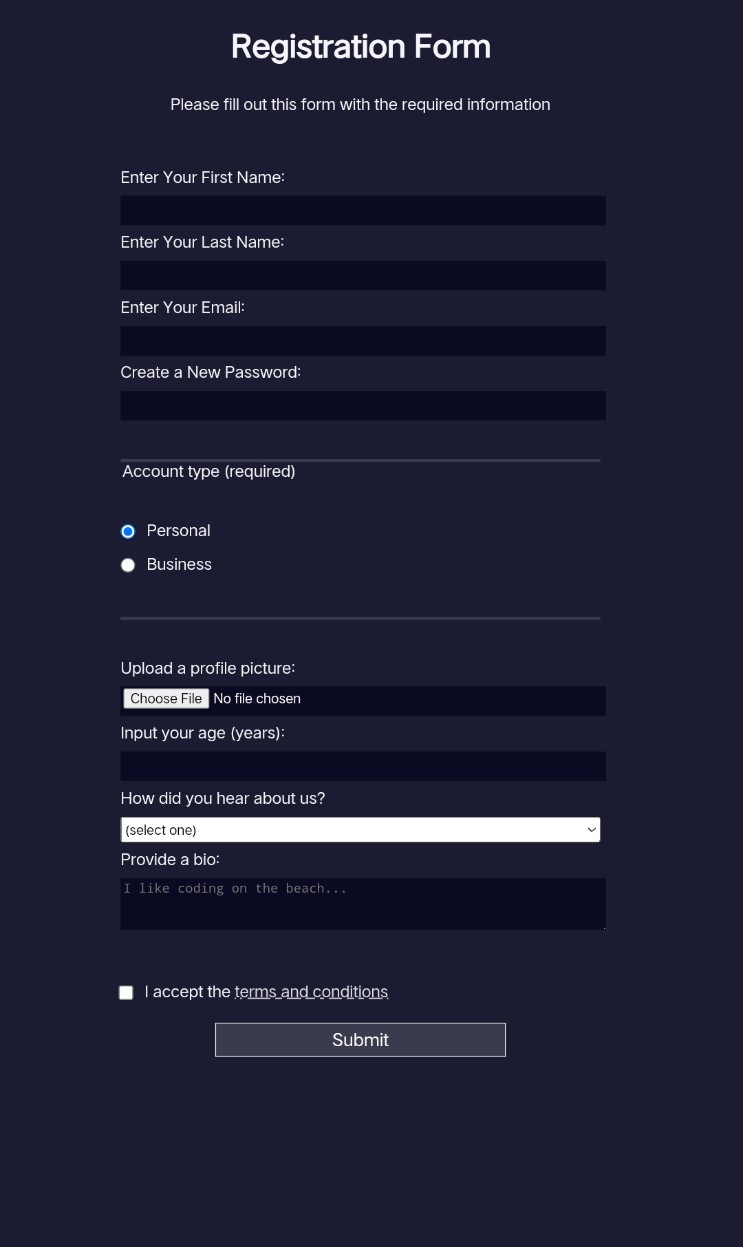 Registration Form
Please fill out this form with the required information
Enter Your First Name:
Enter Your Last Name:
Enter Your Email:
Create a New Password:
Account type (required)
Personal
Business
Upload a profile picture:
Choose File No file chosen
Input your age (years):
How did you hear about us?
(select one)
Provide a bio:
I like coding on the beach...
I accept the terms and conditions
Submit